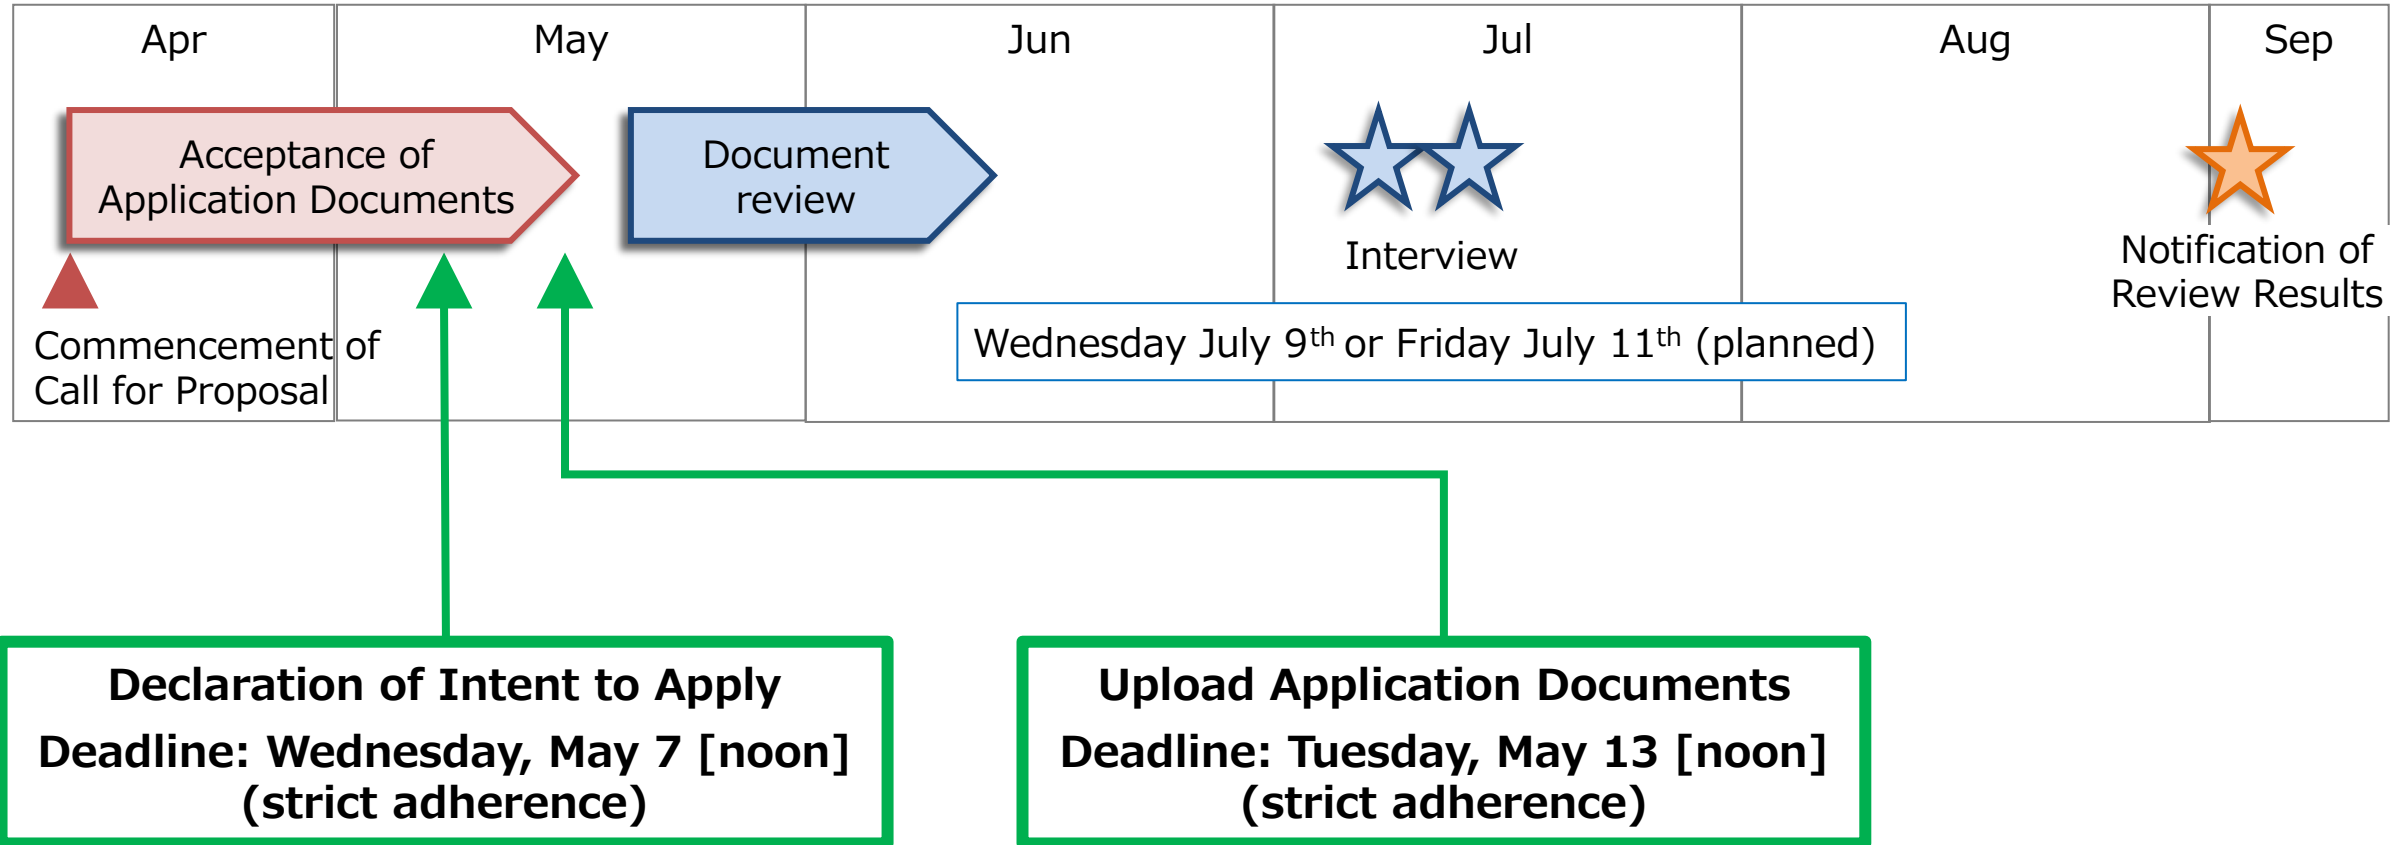 Apr
May
Jun
Jul
Aug
Sep
Acceptance of
Application Documents
Document
review
Interview
Notification of
Review Results
Commencement of
Call for Proposal
Wednesday July 9th or Friday July 11th (planned)
Declaration of Intent to Apply
Deadline: Wednesday, May 7 [noon]
(strict adherence)
Upload Application Documents
Deadline: Tuesday, May 13 [noon]
(strict adherence)